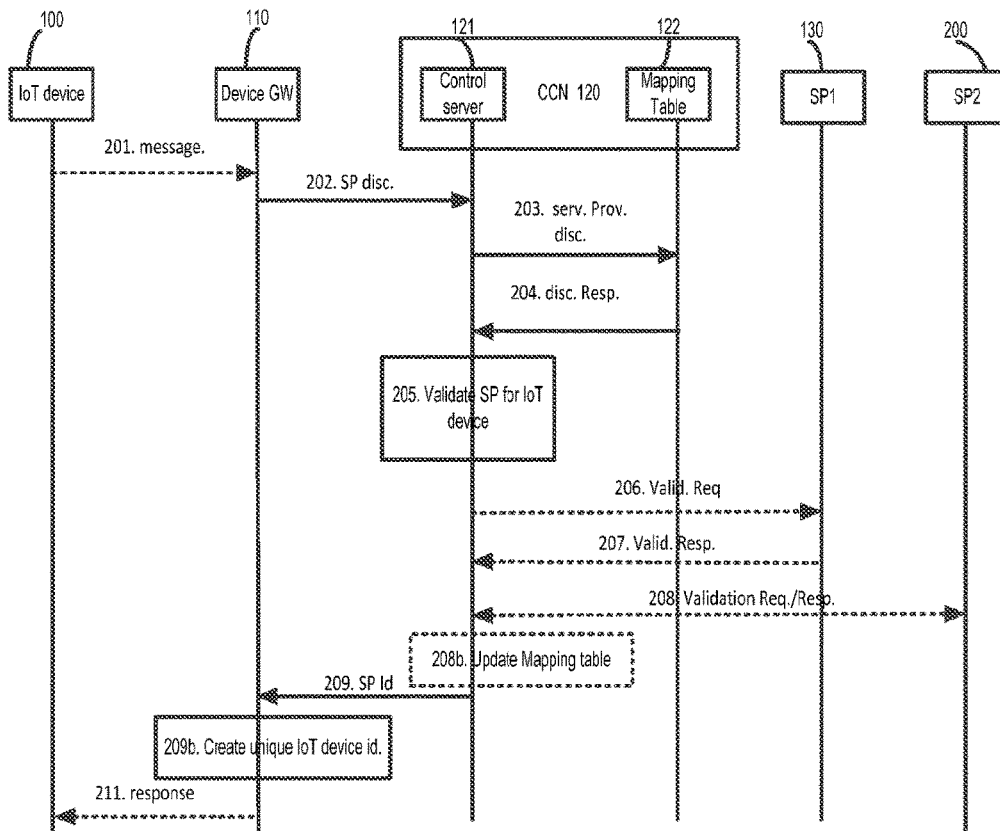 100
110
121
122
130
200
IoT device
Device GW
Control
server
CCN 120
Mapping
Table
SP1
SP2
201. message.
202. SP disc.
203. serv. Prov.
disc.
204. disc. Resp.
205. Validate SP for IoT
device
206. Valid. Req
207. Valid. Resp.
208. Validation Req./Resp.
208b. Update Mapping table
209. SP Id
209b. Create unique IoT device id.
211. response